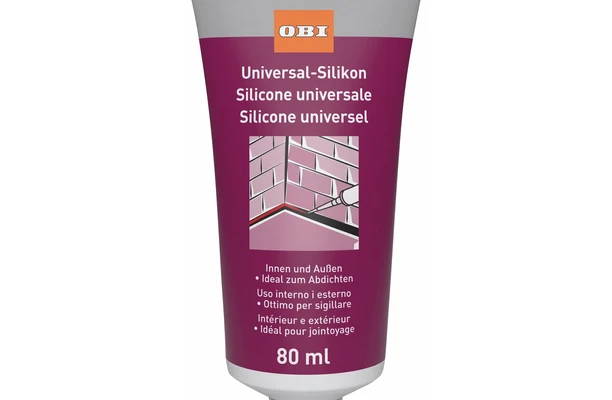 OBI
Universal-Silikon
Silicone universale
Silicone universel
Innen und Außen
• Ideal zum Abdichten
Uso interno i esterno
• Ottimo per sigillare
Intérieur e extérieur
• Idéal pour jointoyage
80 ml